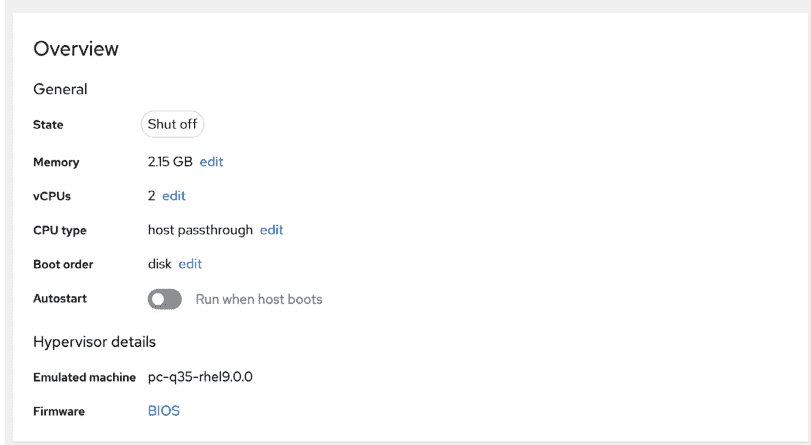 Overview
General
State Shut off
Memory 2.15 GB edit
vCPUs 2 edit
CPU type host passthrough edit
Boot order disk edit
Autostart Run when host boots
Hypervisor details
Emulated machine pc-q35-rhel9.0.0
Firmware BIOS